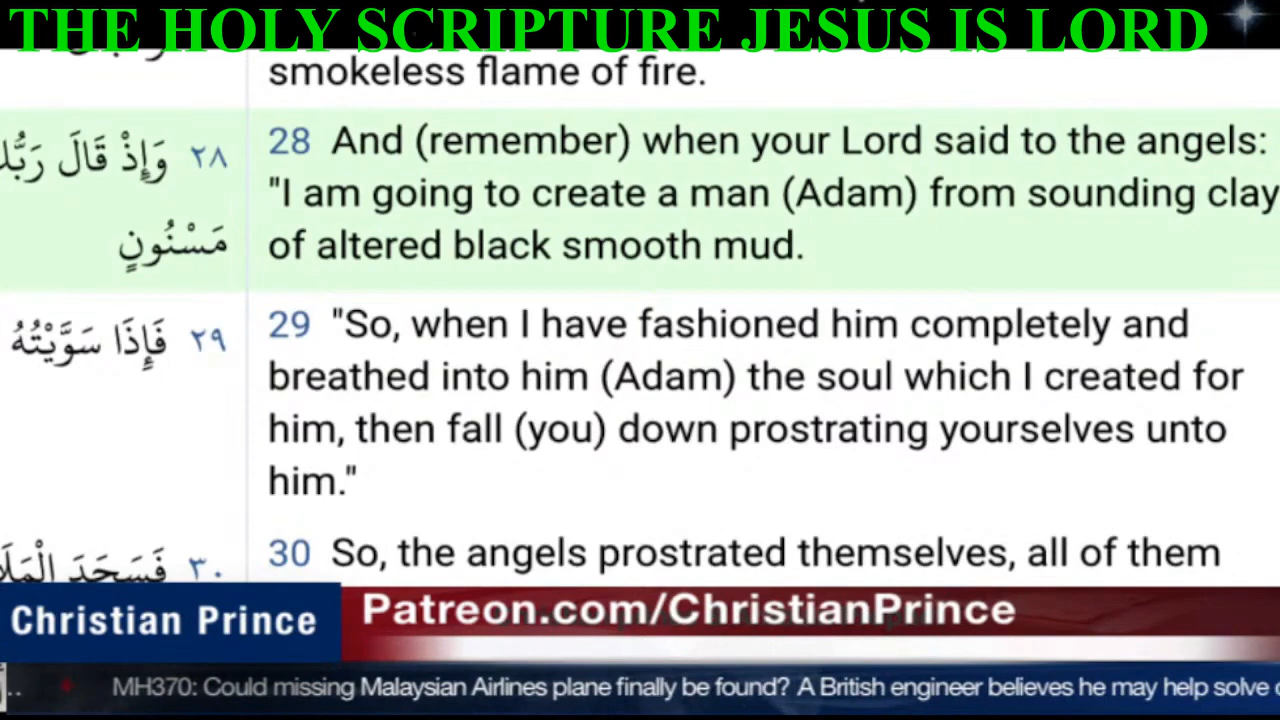 THE HOLY SCRIPTURE JESUS IS LORD
smokeless flame of fire.
٢٨ وَإِذْ قَالَ رَبُّك
مَسْنُونٍ
28 And (remember) when your Lord said to the angels:
"I am going to create a man (Adam) from sounding clay
of altered black smooth mud.
٢٩ فَإِذَا سَوَّيْتُهُ
29 "So, when I have fashioned him completely and
breathed into him (Adam) the soul which I created for
him, then fall (you) down prostrating yourselves unto
him."
٣٠ فَسَجَدَ
30 So, the angels prostrated themselves, all of them
Christian Prince
Patreon.com/ChristianPrince
.. MH370: Could missing Malaysian Airlines plane finally be found? A British engineer believes he may help solve